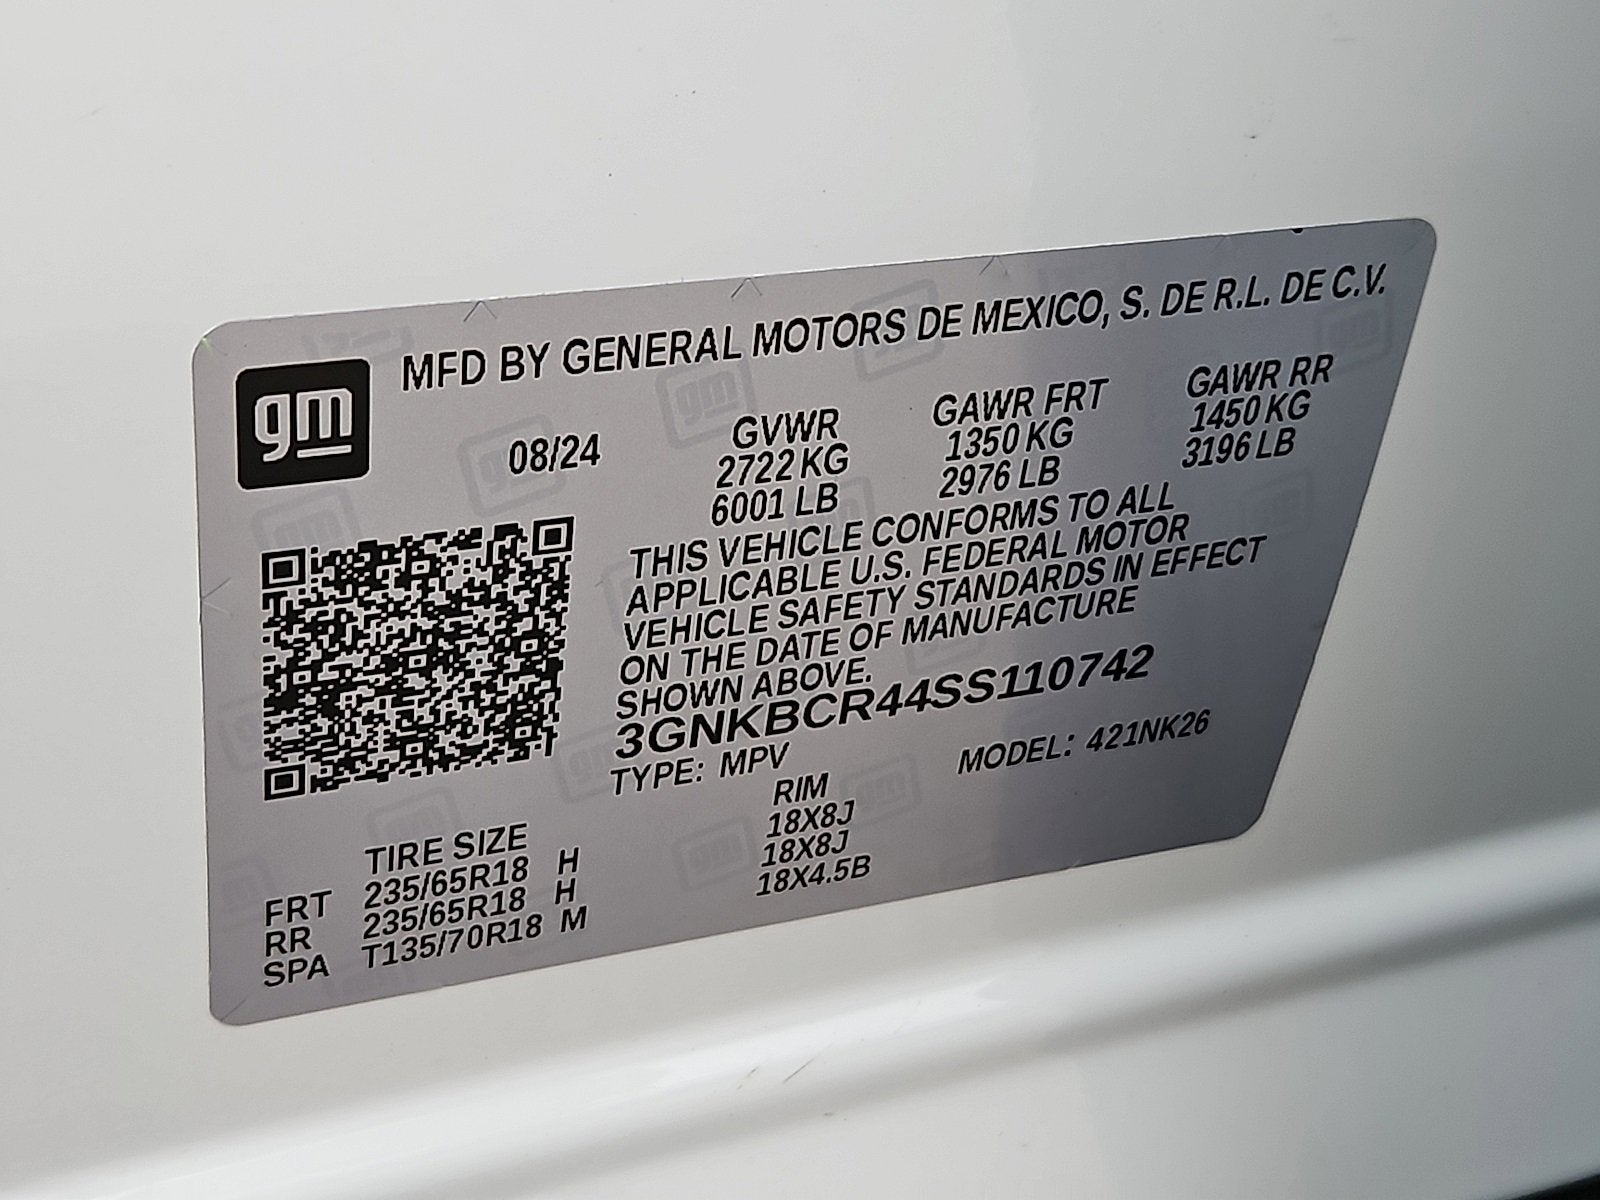 gm
MFD BY GENERAL MOTORS DE MEXICO, S. DE R.L. DE C.V.
08/24 GVWR GAWR FRT GAWR RR
2722 KG 1350 KG 1450 KG
6001 LB 2976 LB 3196 LB
THIS VEHICLE CONFORMS TO ALL
APPLICABLE U.S. FEDERAL MOTOR
VEHICLE SAFETY STANDARDS IN EFFECT
ON THE DATE OF MANUFACTURE
SHOWN ABOVE.
3GNKBCR44SS110742
TYPE: MPV MODEL: 421NK26
TIRE SIZE RIM
FRT 235/65R18 H 18X8J
RR 235/65R18 H 18X8J
SPA T135/70R18 M 18X4.5B